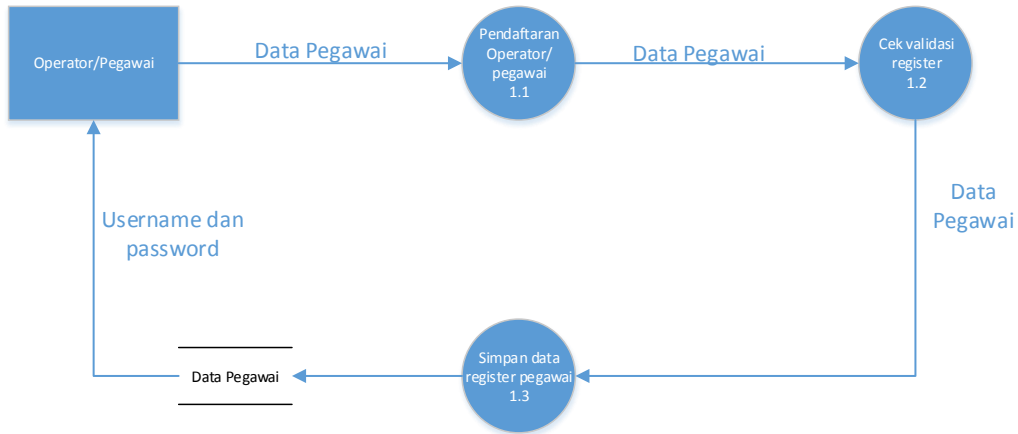 Operator/Pegawai
Data Pegawai
Pendaftaran
Operator/
pegawai
1.1
Data Pegawai
Cek validasi
register
1.2
Data
Pegawai
Username dan
password
Data Pegawai
Simpan data
register pegawai
1.3